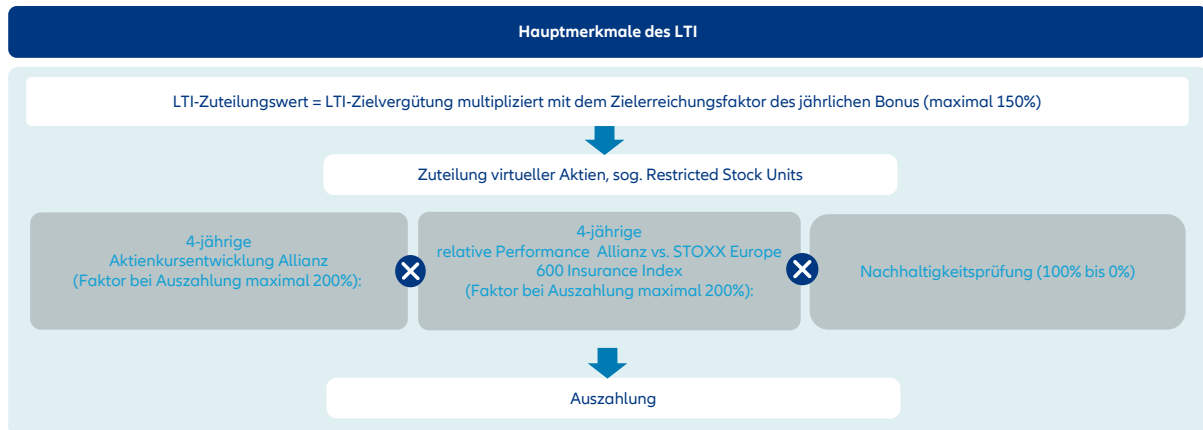 Hauptmerkmale des LTI
LTI-Zuteilungswert = LTI-Zielvergütung multipliziert mit dem Zielerreichungsfaktor des jährlichen Bonus (maximal 150%)
Zuteilung virtueller Aktien, sog. Restricted Stock Units
4-jährige
Aktienkursentwicklung Allianz
(Faktor bei Auszahlung maximal 200%):
4-jährige
relative Performance Allianz vs. STOXX Europe
600 Insurance Index
(Faktor bei Auszahlung maximal 200%):
Nachhaltigkeitsprüfung (100% bis 0%)
Auszahlung